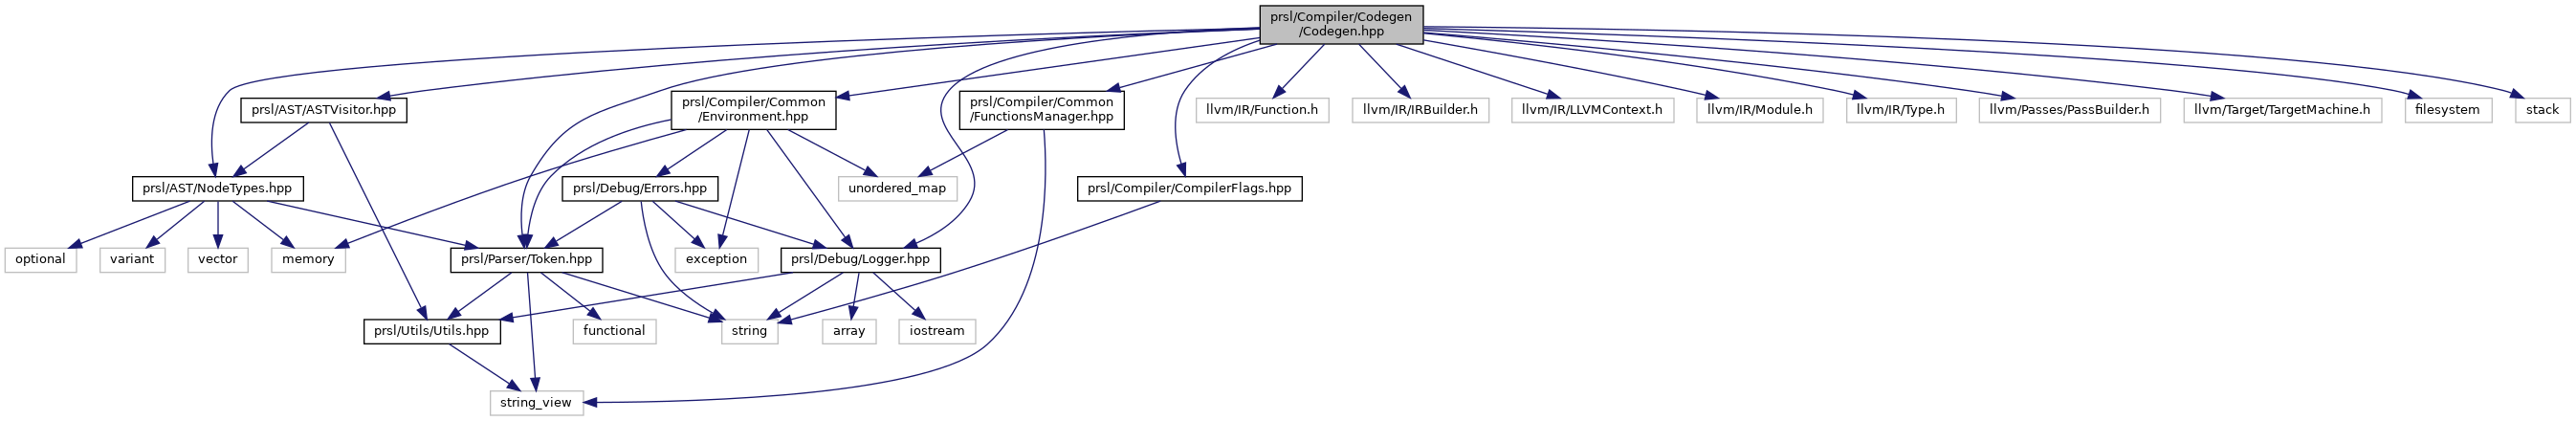 prsl/Compiler/Codegen
/Codegen.hpp
prsl/AST/ASTVisitor.hpp
prsl/Compiler/Common
/Environment.hpp
prsl/Compiler/Common
/FunctionsManager.hpp
llvm/IR/Function.h
llvm/IR/IRBuilder.h
llvm/IR/LLVMContext.h
llvm/IR/Module.h
llvm/IR/Type.h
llvm/Passes/PassBuilder.h
llvm/Target/TargetMachine.h
filesystem
stack
prsl/AST/NodeTypes.hpp
prsl/Debug/Errors.hpp
unordered_map
prsl/Compiler/CompilerFlags.hpp
optional
variant
vector
memory
prsl/Parser/Token.hpp
exception
prsl/Debug/Logger.hpp
prsl/Utils/Utils.hpp
functional
string
array
iostream
string_view